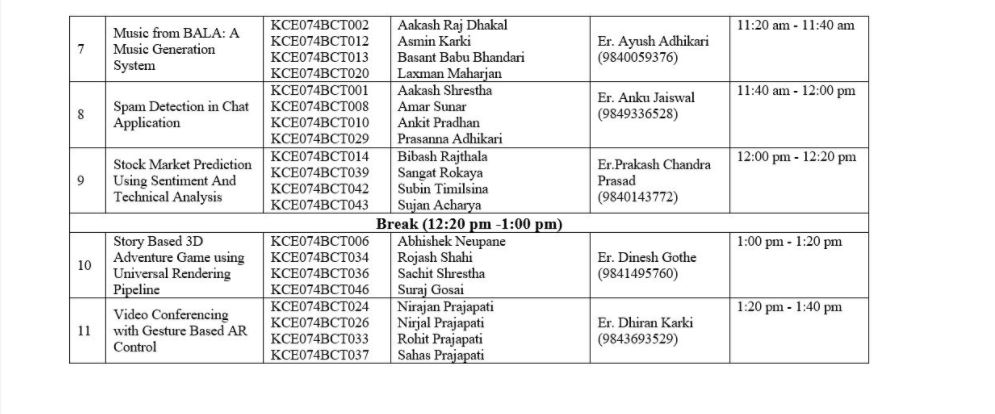 7
Music from BALA: A
Music Generation
System
KCE074BCT002
KCE074BCT012
KCE074BCT013
KCE074BCT020
Aakash Raj Dhakal
Asmin Karki
Basant Babu Bhandari
Laxman Maharjan
Er. Ayush Adhikari
(9840059376)
11:20 am - 11:40 am
8
Spam Detection in Chat
Application
KCE074BCT001
KCE074BCT008
KCE074BCT010
KCE074BCT029
Aakash Shrestha
Amar Sunar
Ankit Pradhan
Prasanna Adhikari
Er. Anku Jaiswal
(9849336528)
11:40 am - 12:00 pm
9
Stock Market Prediction
Using Sentiment And
Technical Analysis
KCE074BCT014
KCE074BCT039
KCE074BCT042
KCE074BCT043
Bibash Rajthala
Sangat Rokaya
Subin Timilsina
Sujan Acharya
Er.Prakash Chandra
Prasad
(9840143772)
12:00 pm - 12:20 pm
Break (12:20 pm -1:00 pm)
10
Story Based 3D
Adventure Game using
Universal Rendering
Pipeline
KCE074BCT006
KCE074BCT034
KCE074BCT036
KCE074BCT046
Abhishek Neupane
Rojash Shahi
Sachit Shrestha
Suraj Gosai
Er. Dinesh Gothe
(9841495760)
1:00 pm - 1:20 pm
11
Video Conferencing
with Gesture Based AR
Control
KCE074BCT024
KCE074BCT026
KCE074BCT033
KCE074BCT037
Nirajan Prajapati
Nirjal Prajapati
Rohit Prajapati
Sahas Prajapati
Er. Dhiran Karki
(9843693529)
1:20 pm - 1:40 pm